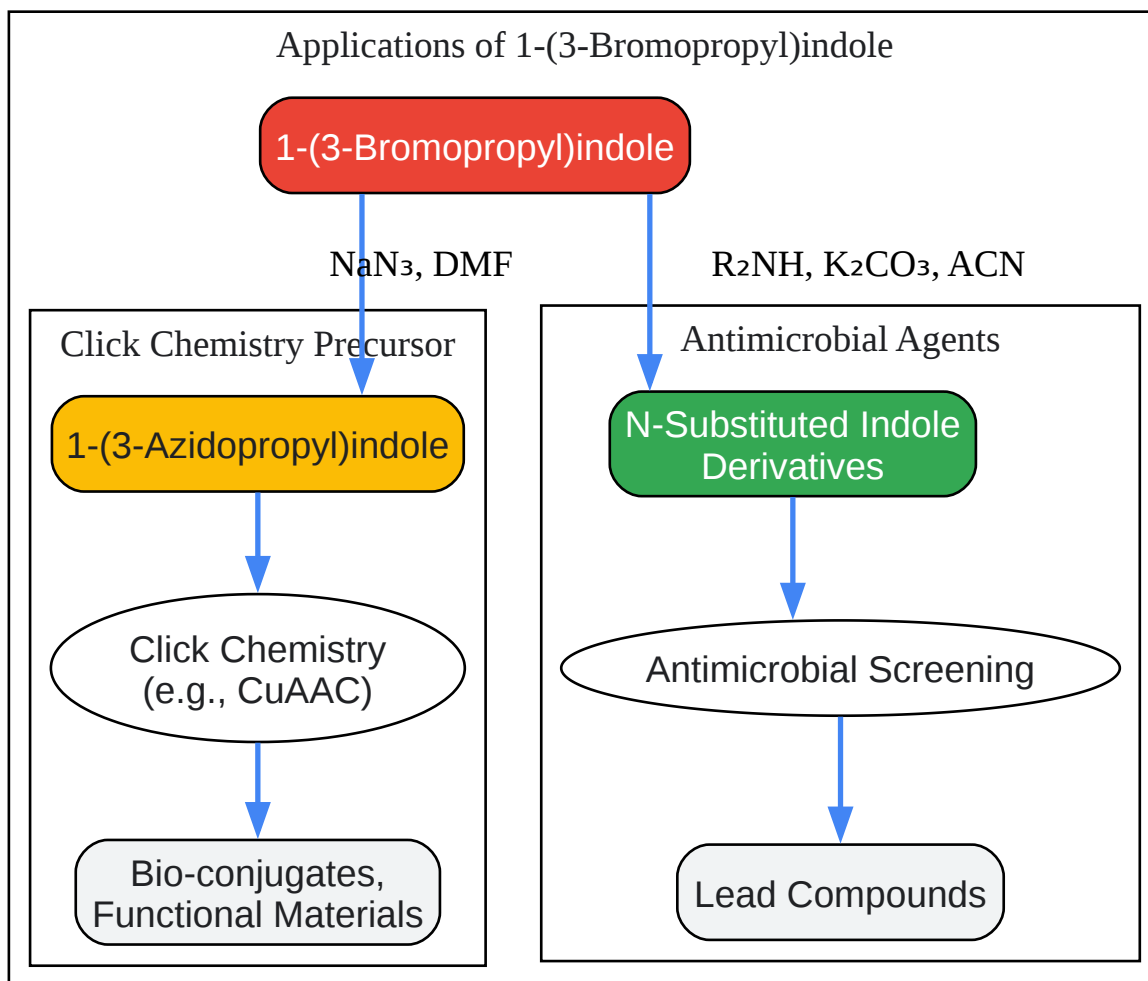 Applications of 1-(3-Bromopropyl)indole
1-(3-Bromopropyl)indole
NaN₃, DMF
R₂NH, K₂CO₃, ACN
Click Chemistry Precursor
1-(3-Azidopropyl)indole
Click Chemistry
(e.g., CuAAC)
Bio-conjugates,
Functional Materials
Antimicrobial Agents
N-Substituted Indole
Derivatives
Antimicrobial Screening
Lead Compounds